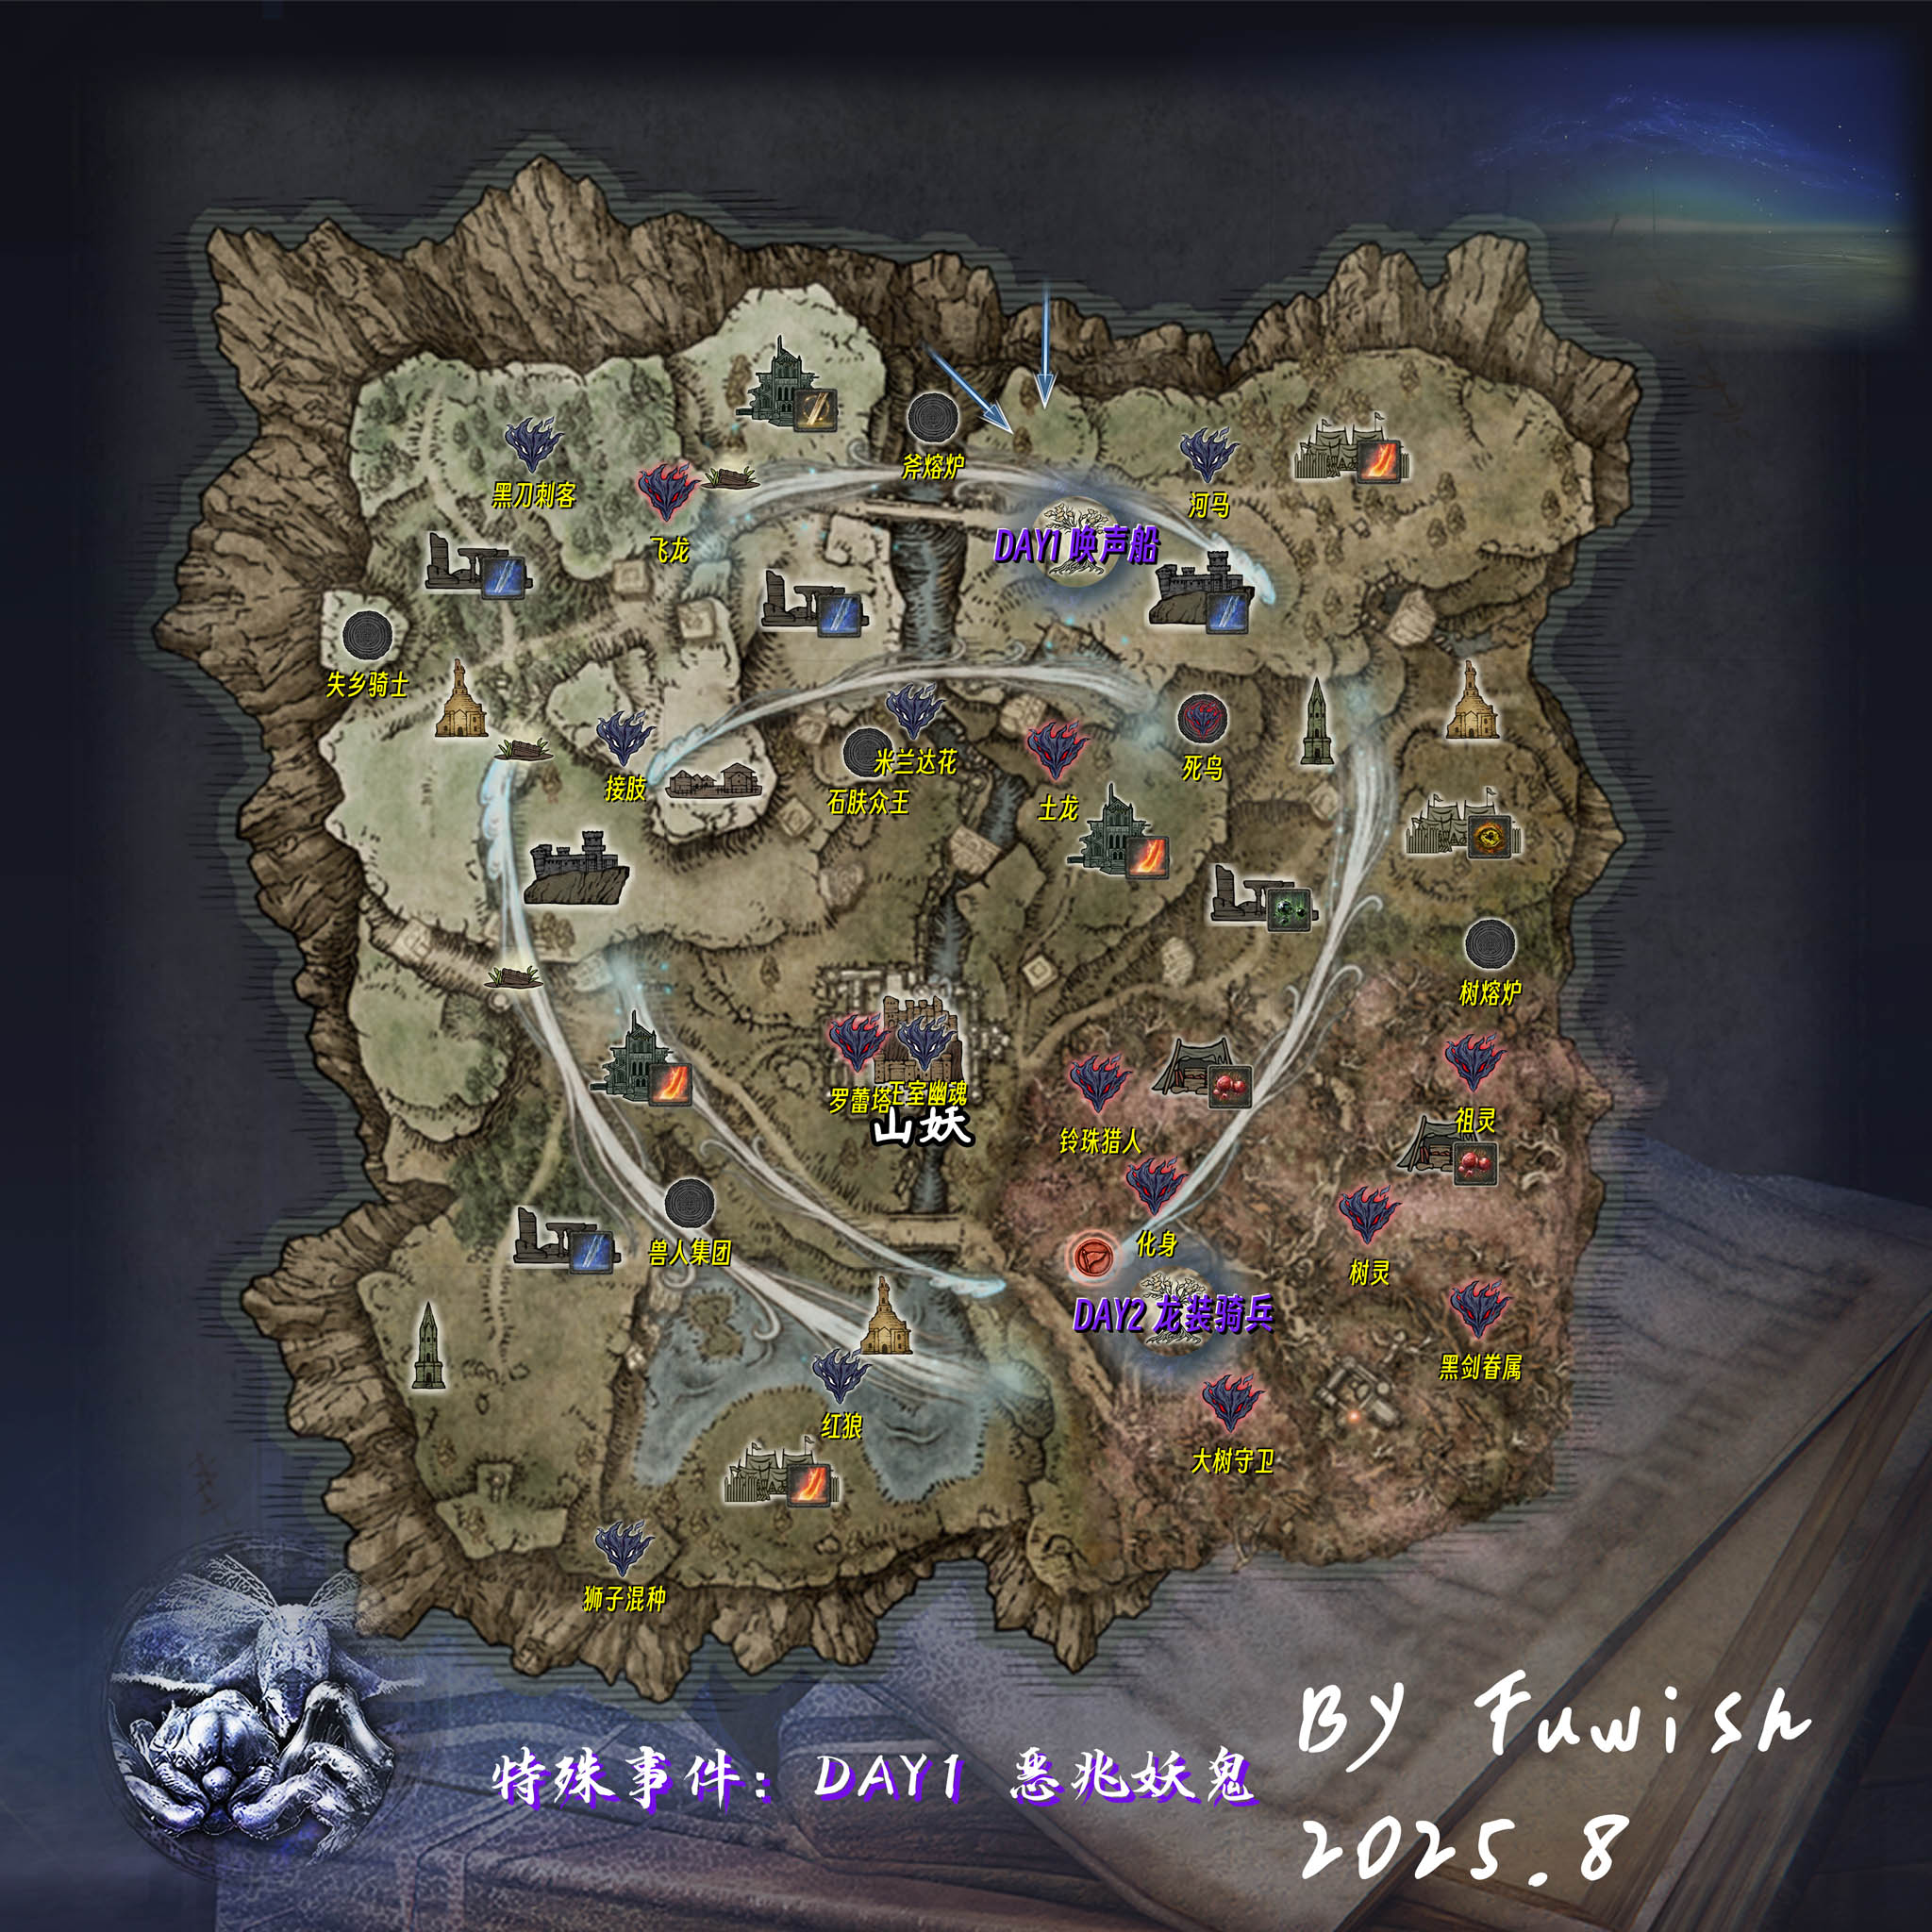 斧熔炉
河马
黑刀刺客
飞龙
DAY1 唤声船
失乡骑士
米兰达花
死鸟
接肢
石肤众王
土龙
树熔炉
罗蕾塔
王室幽魂
山妖
祖灵
铃珠猎人
化身
兽人集团
树灵
DAY2 龙装骑兵
黑剑眷属
红狼
大树守卫
狮子混种
特殊事件：DAY1 恶兆妖鬼
By Fuwish
2025.8